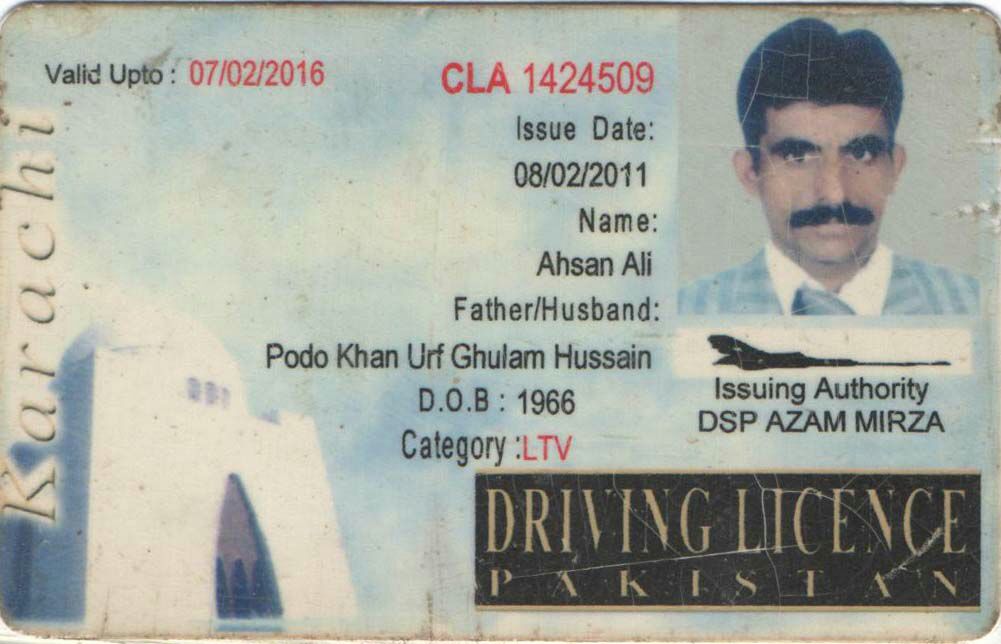 Valid Upto : 07/02/2016
CLA 1424509
Issue Date:
08/02/2011
Name:
Ahsan Ali
Father/Husband:
Podo Khan Urf Ghulam Hussain
D.O.B : 1966
Category :LTV
Karachi
Issuing Authority
DSP AZAM MIRZA
DRIVING LICENCE
PAKISTAN